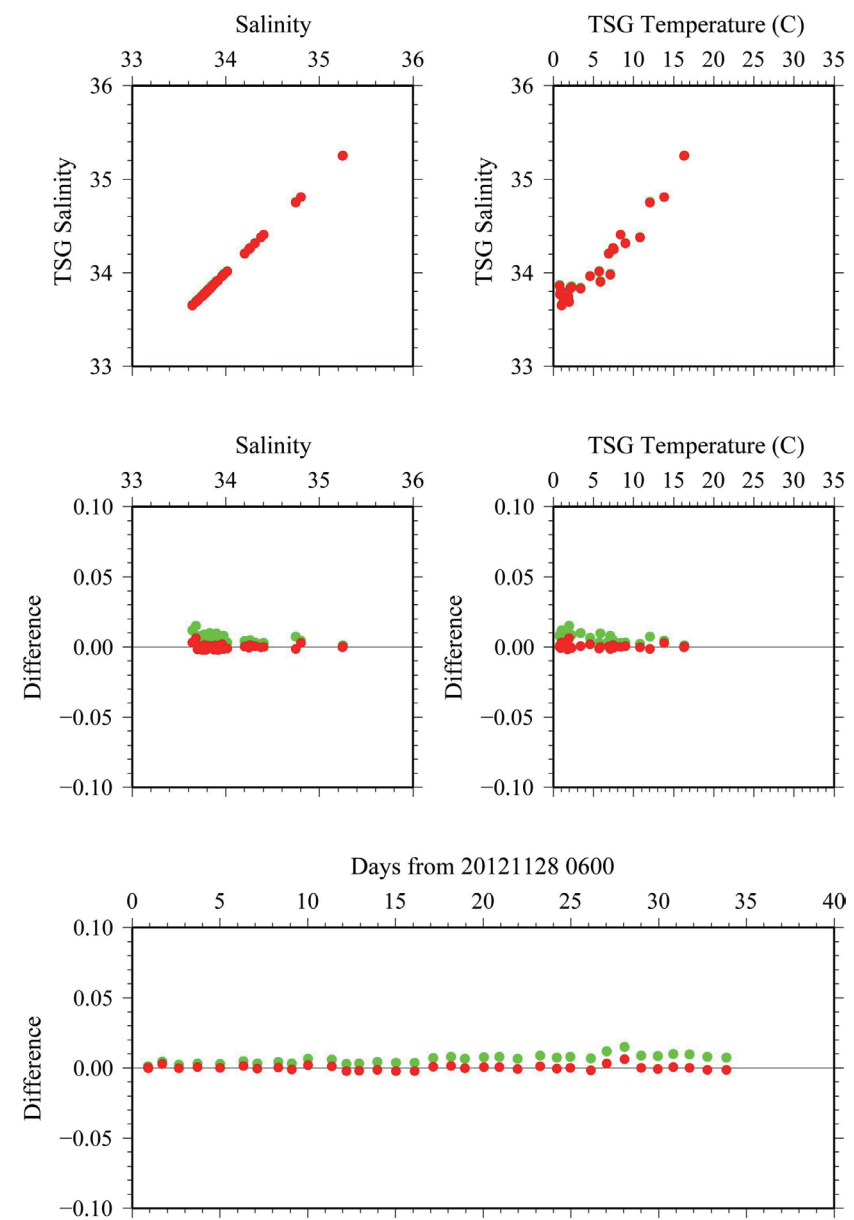 Salinity TSG Temperature (C)
33 34 35 36 0 5 10 15 20 25 30 35
36 36
35 35
34 34
33 33
TSG Salinity TSG Salinity
Salinity TSG Temperature (C)
33 34 35 36 0 5 10 15 20 25 30 35
0.10 0.10
0.05 0.05
0.00 0.00
−0.05 −0.05
−0.10 −0.10
Difference Difference
Days from 20121128 0600
0 5 10 15 20 25 30 35 40
0.10
0.05
0.00
−0.05
−0.10
Difference